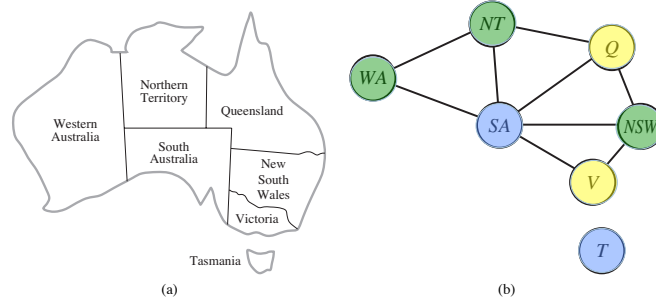 Western
Australia
Northern
Territory
South
Australia
Queensland
New
South
Wales
Victoria
Tasmania
(a)
NT
Q
WA
SA
NSW
V
T
(b)